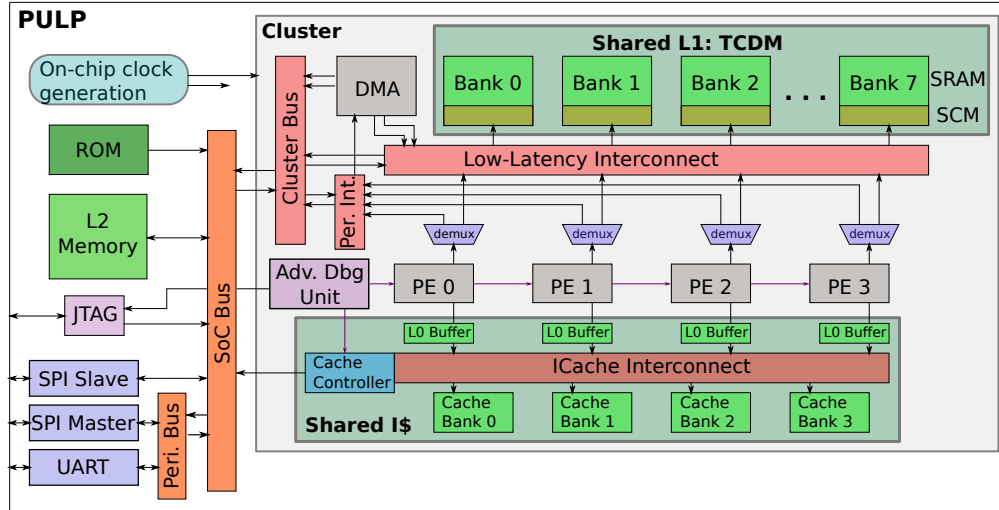 PULP
On-chip clock
generation
ROM
L2
Memory
JTAG
SPI Slave
SPI Master
UART
Peri. Bus
SoC Bus
Cluster
Cluster Bus
DMA
Per. Int.
Shared L1: TCDM
Bank 0
Bank 1
Bank 2
. . .
Bank 7
SRAM
SCM
Low-Latency Interconnect
demux
demux
demux
demux
Adv. Dbg
Unit
PE 0
PE 1
PE 2
PE 3
L0 Buffer
L0 Buffer
L0 Buffer
L0 Buffer
Cache
Controller
ICache Interconnect
Shared I$
Cache
Bank 0
Cache
Bank 1
Cache
Bank 2
Cache
Bank 3